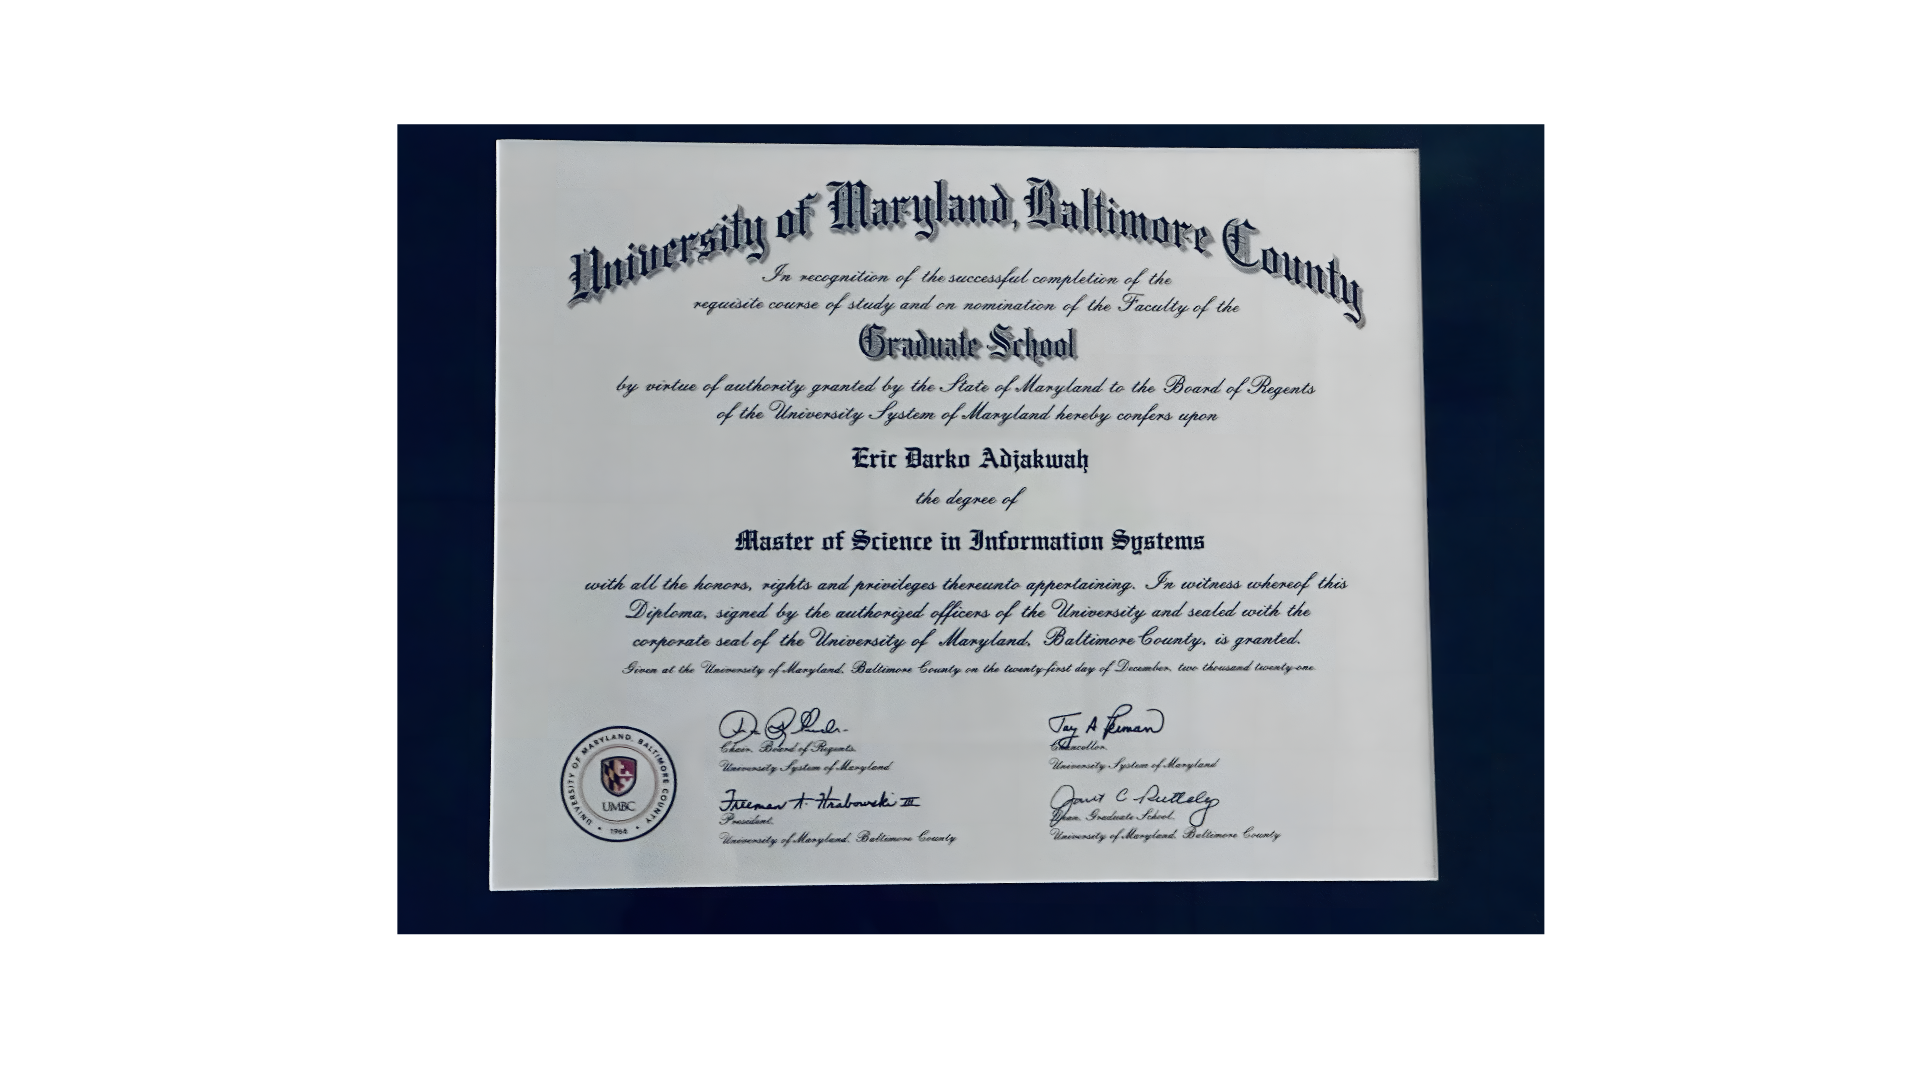 University of Maryland, Baltimore County
In recognition of the successful completion of the
requisite course of study and on nomination of the Faculty of the
Graduate School
by virtue of authority granted by the State of Maryland to the Board of Regents
of the University System of Maryland hereby confers upon
Eric Darko Adjakwah
the degree of
Master of Science in Information Systems
with all the honors, rights and privileges thereunto appertaining. In witness whereof this
Diploma, signed by the authorized officers of the University and sealed with the
corporate seal of the University of Maryland, Baltimore County, is granted.
Given at the University of Maryland, Baltimore County on the twenty-first day of December, two thousand twenty-one
Chair, Board of Regents
University System of Maryland
Jay A Perman
Chancellor
University System of Maryland
Freeman A. Hrabowski III
President
University of Maryland, Baltimore County
Janet C Rutledge
Dean, Graduate School
University of Maryland, Baltimore County
UNIVERSITY OF MARYLAND, BALTIMORE COUNTY
UMBC
1966